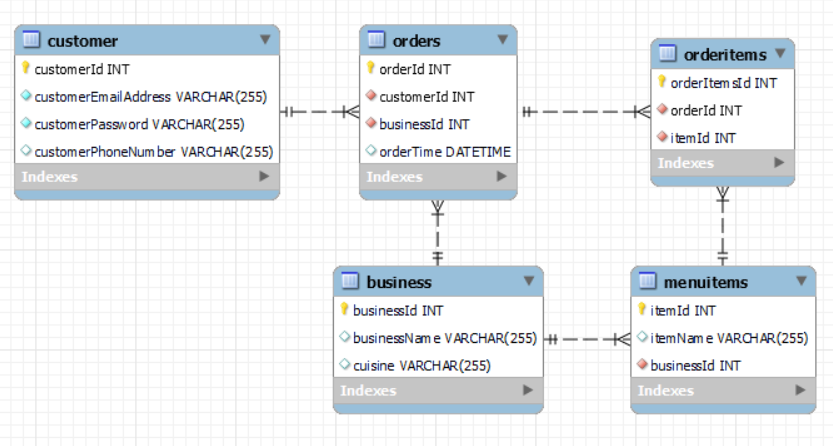 customer
customerId INT
customerEmailAddress VARCHAR(255)
customerPassword VARCHAR(255)
customerPhoneNumber VARCHAR(255)
Indexes
orders
orderId INT
customerId INT
businessId INT
orderTime DATETIME
Indexes
orderitems
orderItemsId INT
orderId INT
itemId INT
Indexes
business
businessId INT
businessName VARCHAR(255)
cuisine VARCHAR(255)
Indexes
menuitems
itemId INT
itemName VARCHAR(255)
businessId INT
Indexes